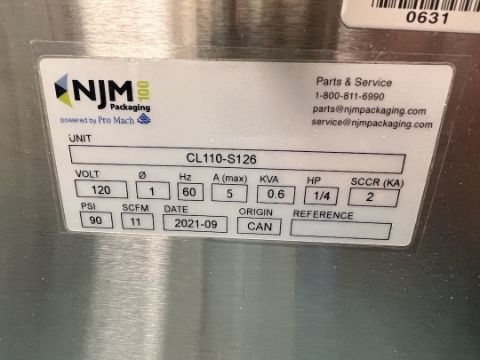 0631
NJM 100
Packaging
powered by Pro Mach
Parts & Service
1-800-811-6990
parts@njmpackaging.com
service@njmpackaging.com
UNIT
CL110-S126
VOLT Ø Hz A (max) KVA HP SCCR (KA)
120 1 60 5 0.6 1/4 2
PSI SCFM DATE ORIGIN REFERENCE
90 11 2021-09 CAN